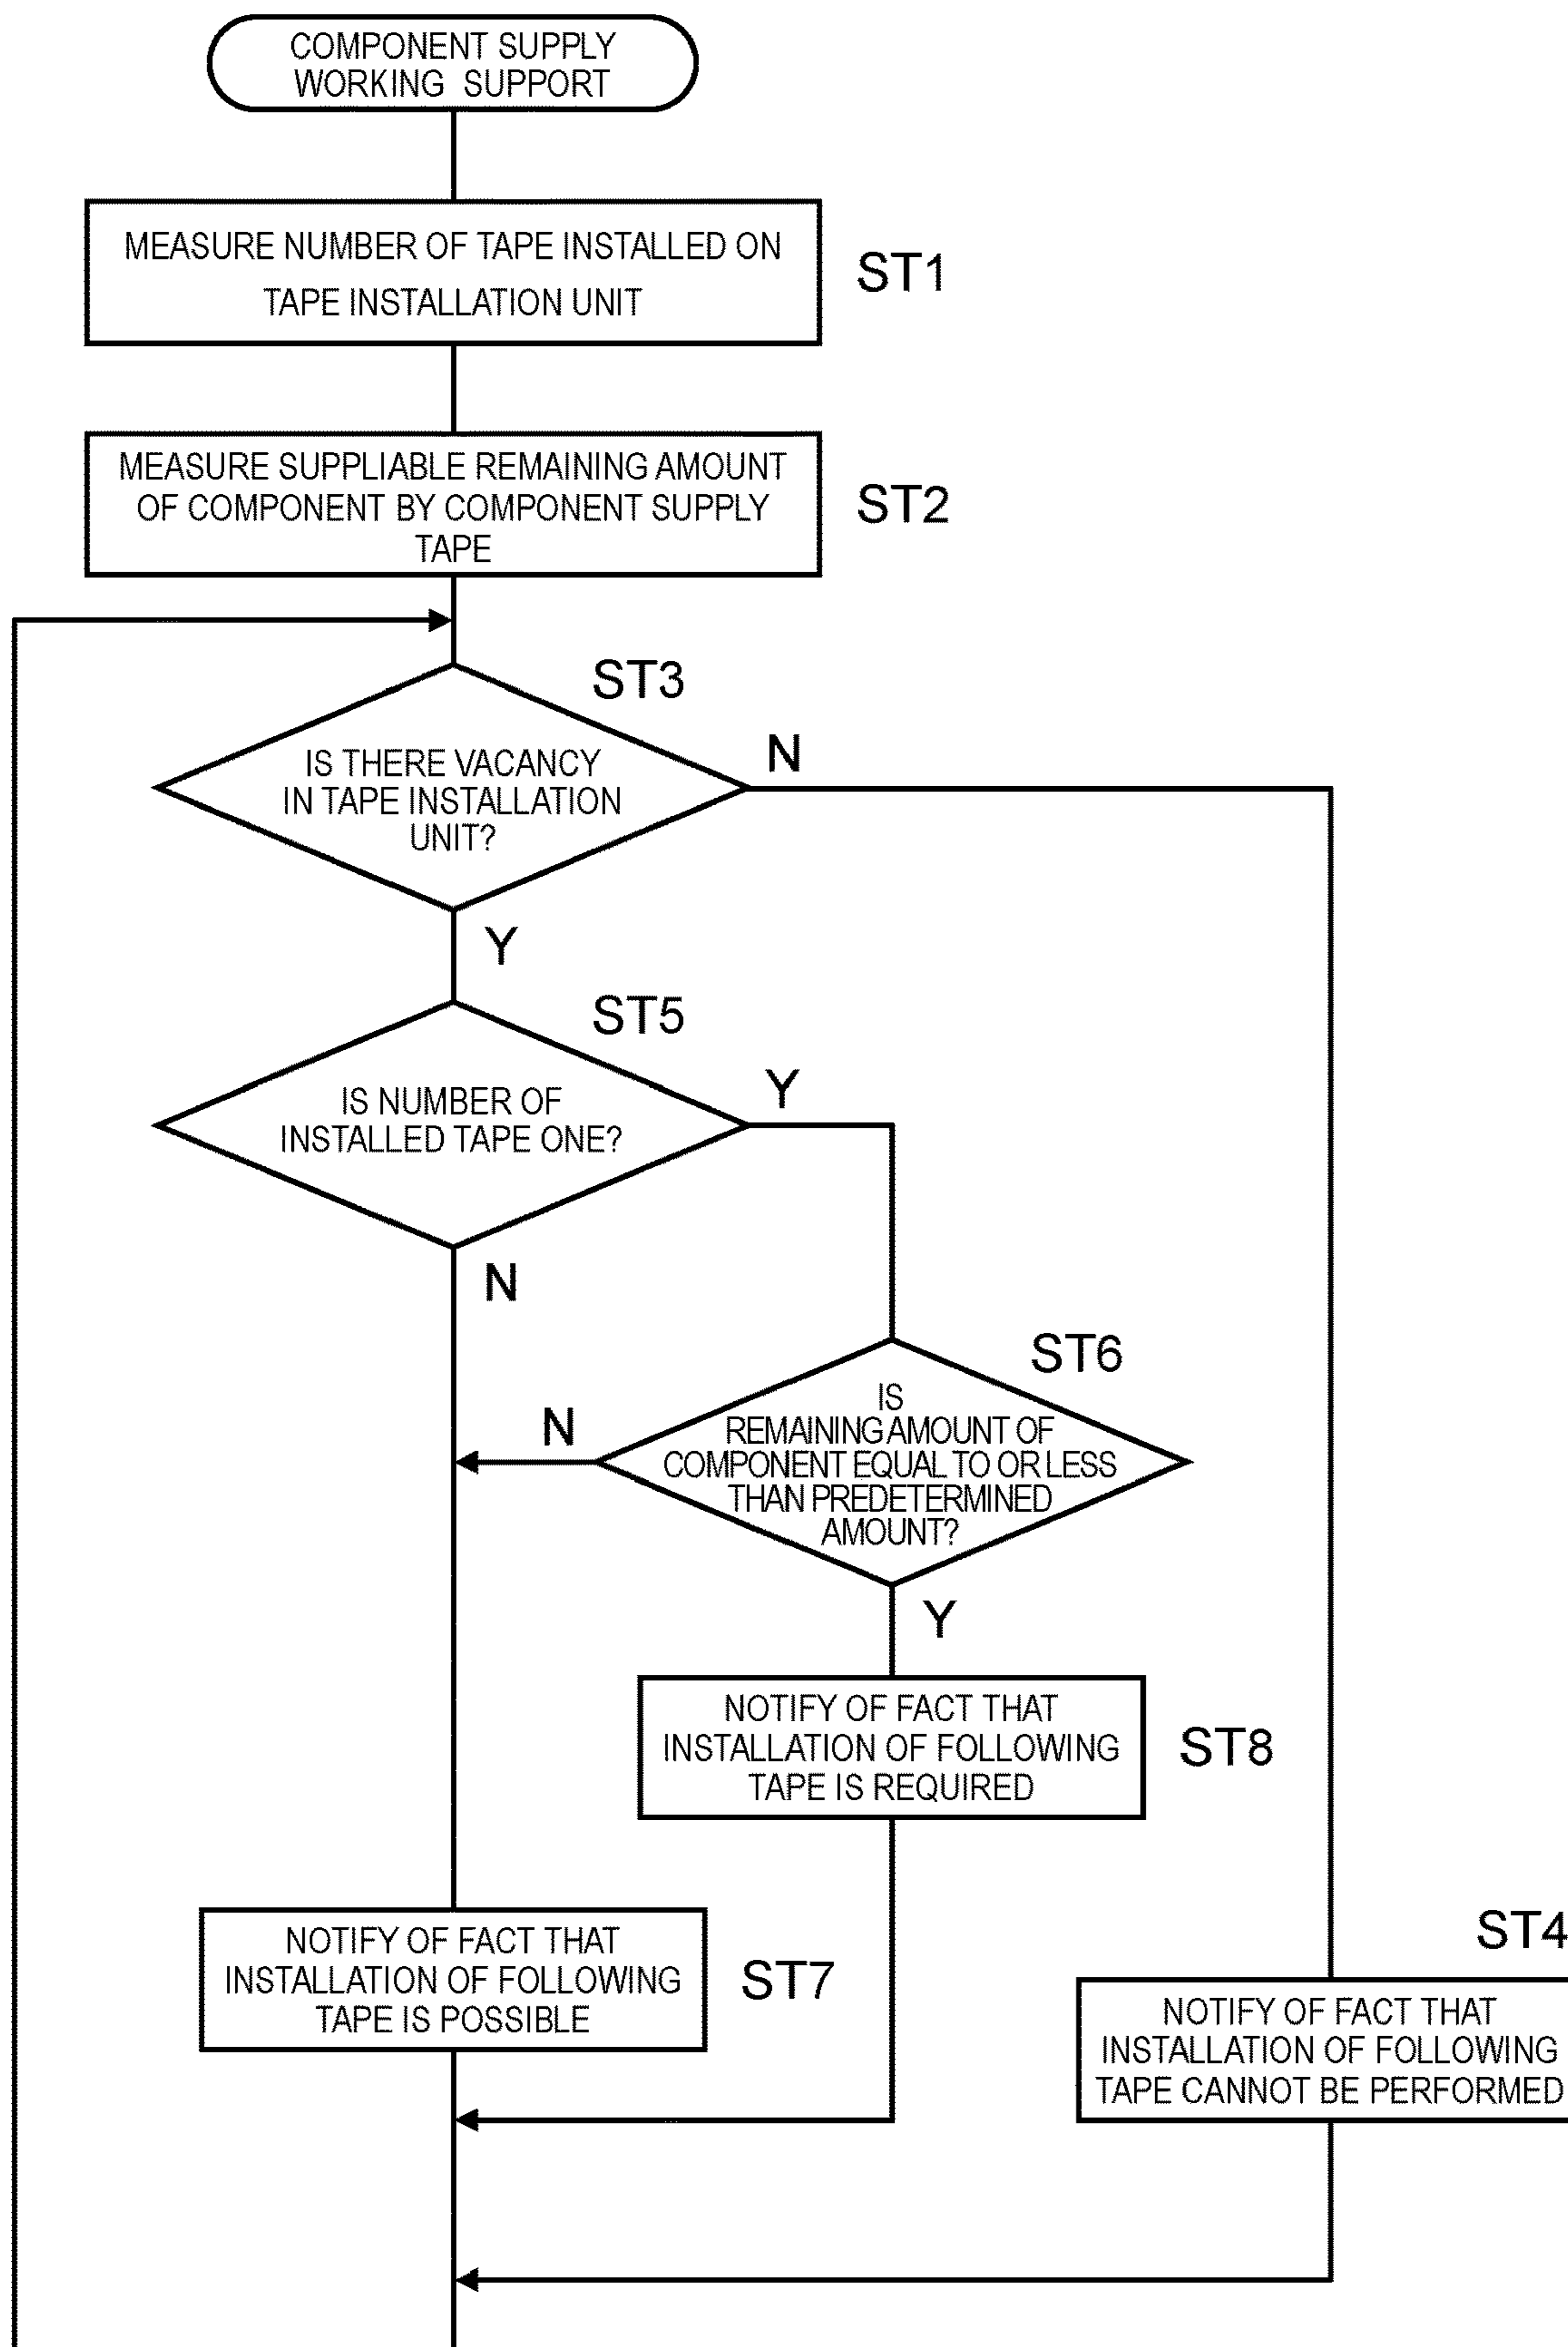 COMPONENT SUPPLY
WORKING SUPPORT
MEASURE NUMBER OF TAPE INSTALLED ON
TAPE INSTALLATION UNIT
ST1
MEASURE SUPPLIABLE REMAINING AMOUNT
OF COMPONENT BY COMPONENT SUPPLY
TAPE
ST2
ST3
IS THERE VACANCY
IN TAPE INSTALLATION
UNIT?
N
Y
ST5
IS NUMBER OF
INSTALLED TAPE ONE?
Y
N
ST6
IS
REMAINING AMOUNT OF
COMPONENT EQUAL TO OR LESS
THAN PREDETERMINED
AMOUNT?
N
Y
NOTIFY OF FACT THAT
INSTALLATION OF FOLLOWING
TAPE IS REQUIRED
ST8
NOTIFY OF FACT THAT
INSTALLATION OF FOLLOWING
TAPE IS POSSIBLE
ST7
ST4
NOTIFY OF FACT THAT
INSTALLATION OF FOLLOWING
TAPE CANNOT BE PERFORMED